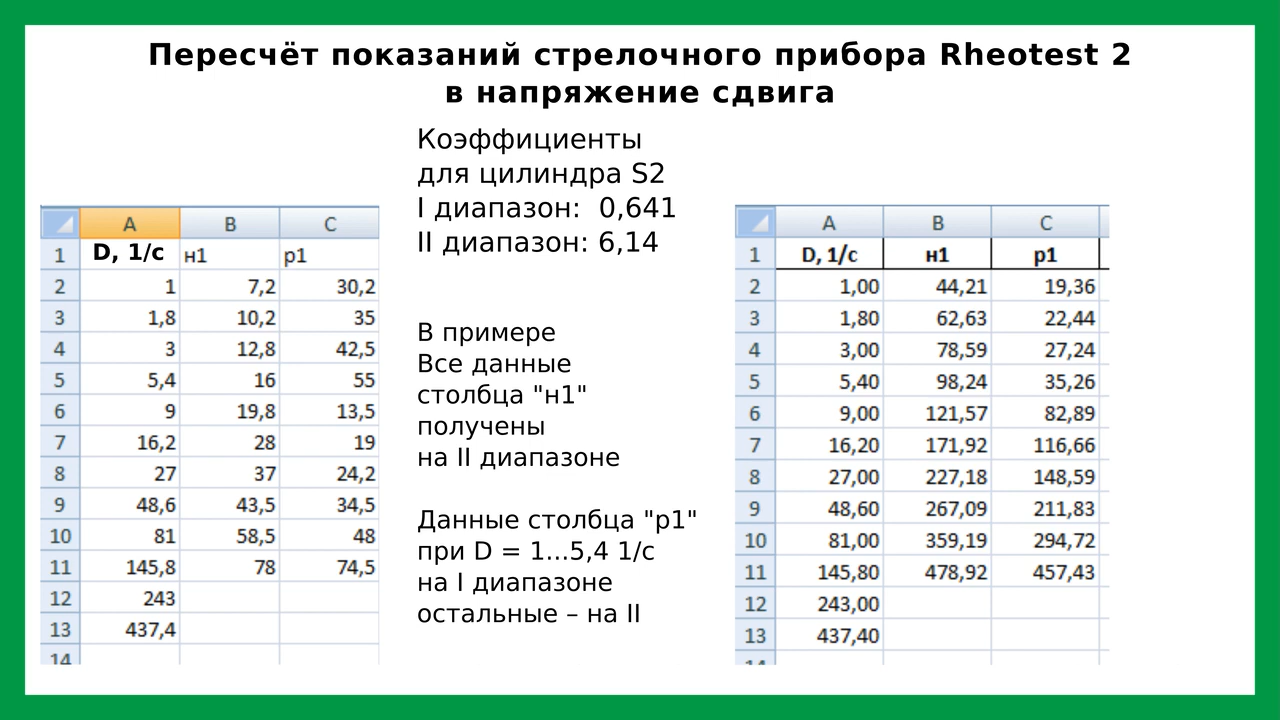 Пересчёт показаний стрелочного прибора Rheotest 2
в напряжение сдвига
Коэффициенты
для цилиндра S2
I диапазон: 0,641
II диапазон: 6,14
В примере
Все данные
столбца "н1"
получены
на II диапазоне
Данные столбца "р1"
при D = 1...5,4 1/с
на I диапазоне
остальные – на II
A B C
1 D, 1/с н1 р1
2 1 7,2 30,2
3 1,8 10,2 35
4 3 12,8 42,5
5 5,4 16 55
6 9 19,8 13,5
7 16,2 28 19
8 27 37 24,2
9 48,6 43,5 34,5
10 81 58,5 48
11 145,8 78 74,5
12 243
13 437,4
14
A B C
1 D, 1/с н1 р1
2 1,00 44,21 19,36
3 1,80 62,63 22,44
4 3,00 78,59 27,24
5 5,40 98,24 35,26
6 9,00 121,57 82,89
7 16,20 171,92 116,66
8 27,00 227,18 148,59
9 48,60 267,09 211,83
10 81,00 359,19 294,72
11 145,80 478,92 457,43
12 243,00
13 437,40